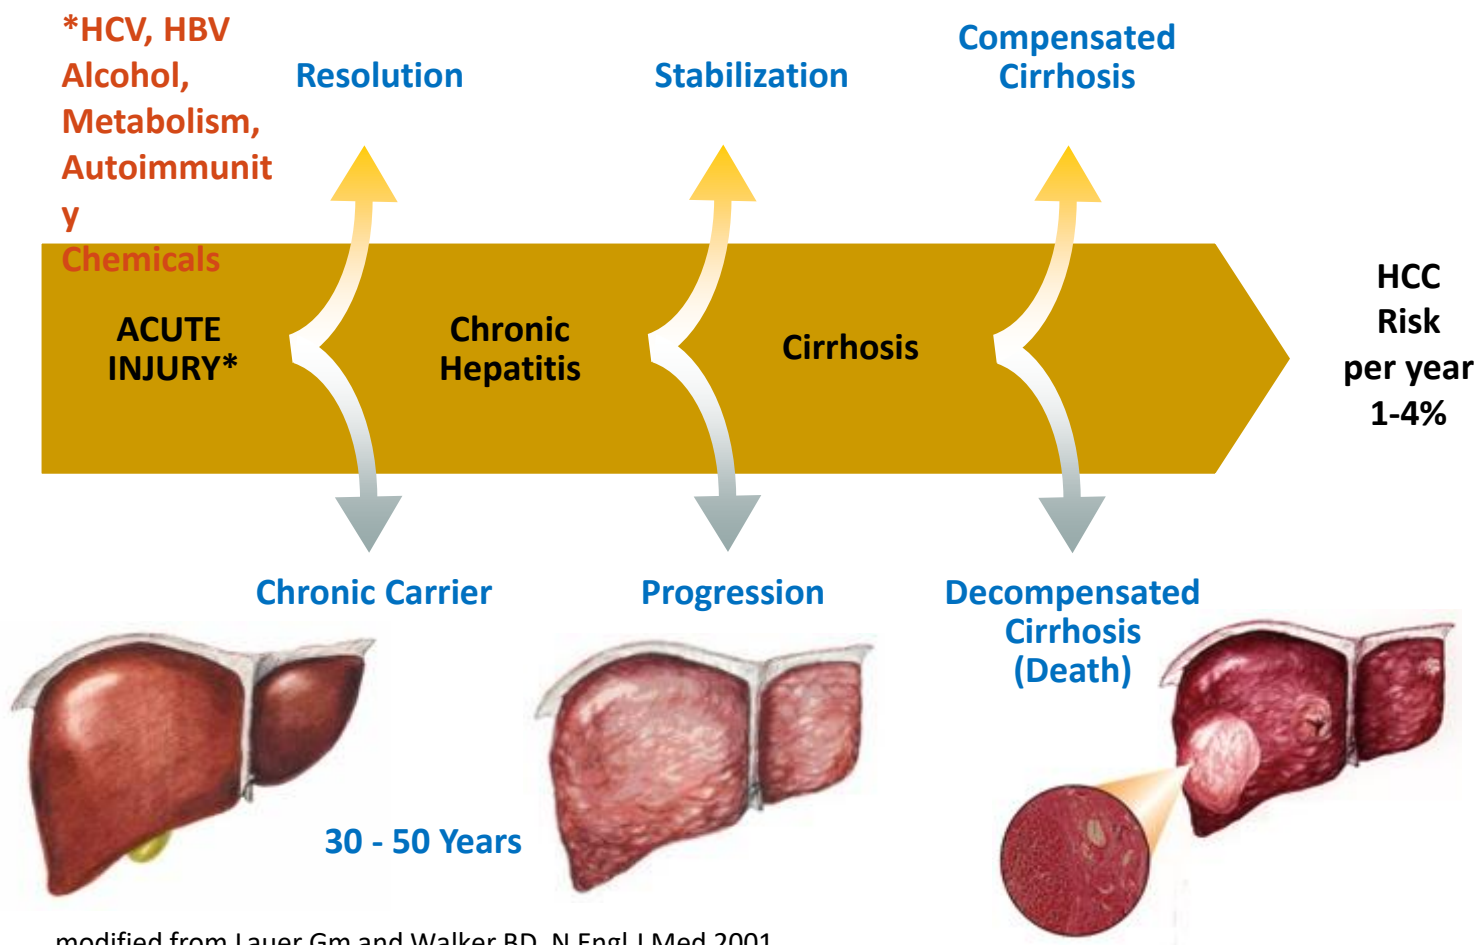 *HCV, HBV
Alcohol,
Metabolism,
Autoimmunit
y
Chemicals
Resolution
Stabilization
Compensated
Cirrhosis
ACUTE
INJURY*
Chronic
Hepatitis
Cirrhosis
HCC
Risk
per year
1-4%
Chronic Carrier
Progression
Decompensated
Cirrhosis
(Death)
30 - 50 Years
modified from Lauer Gm and Walker BD, N Engl J Med 2001